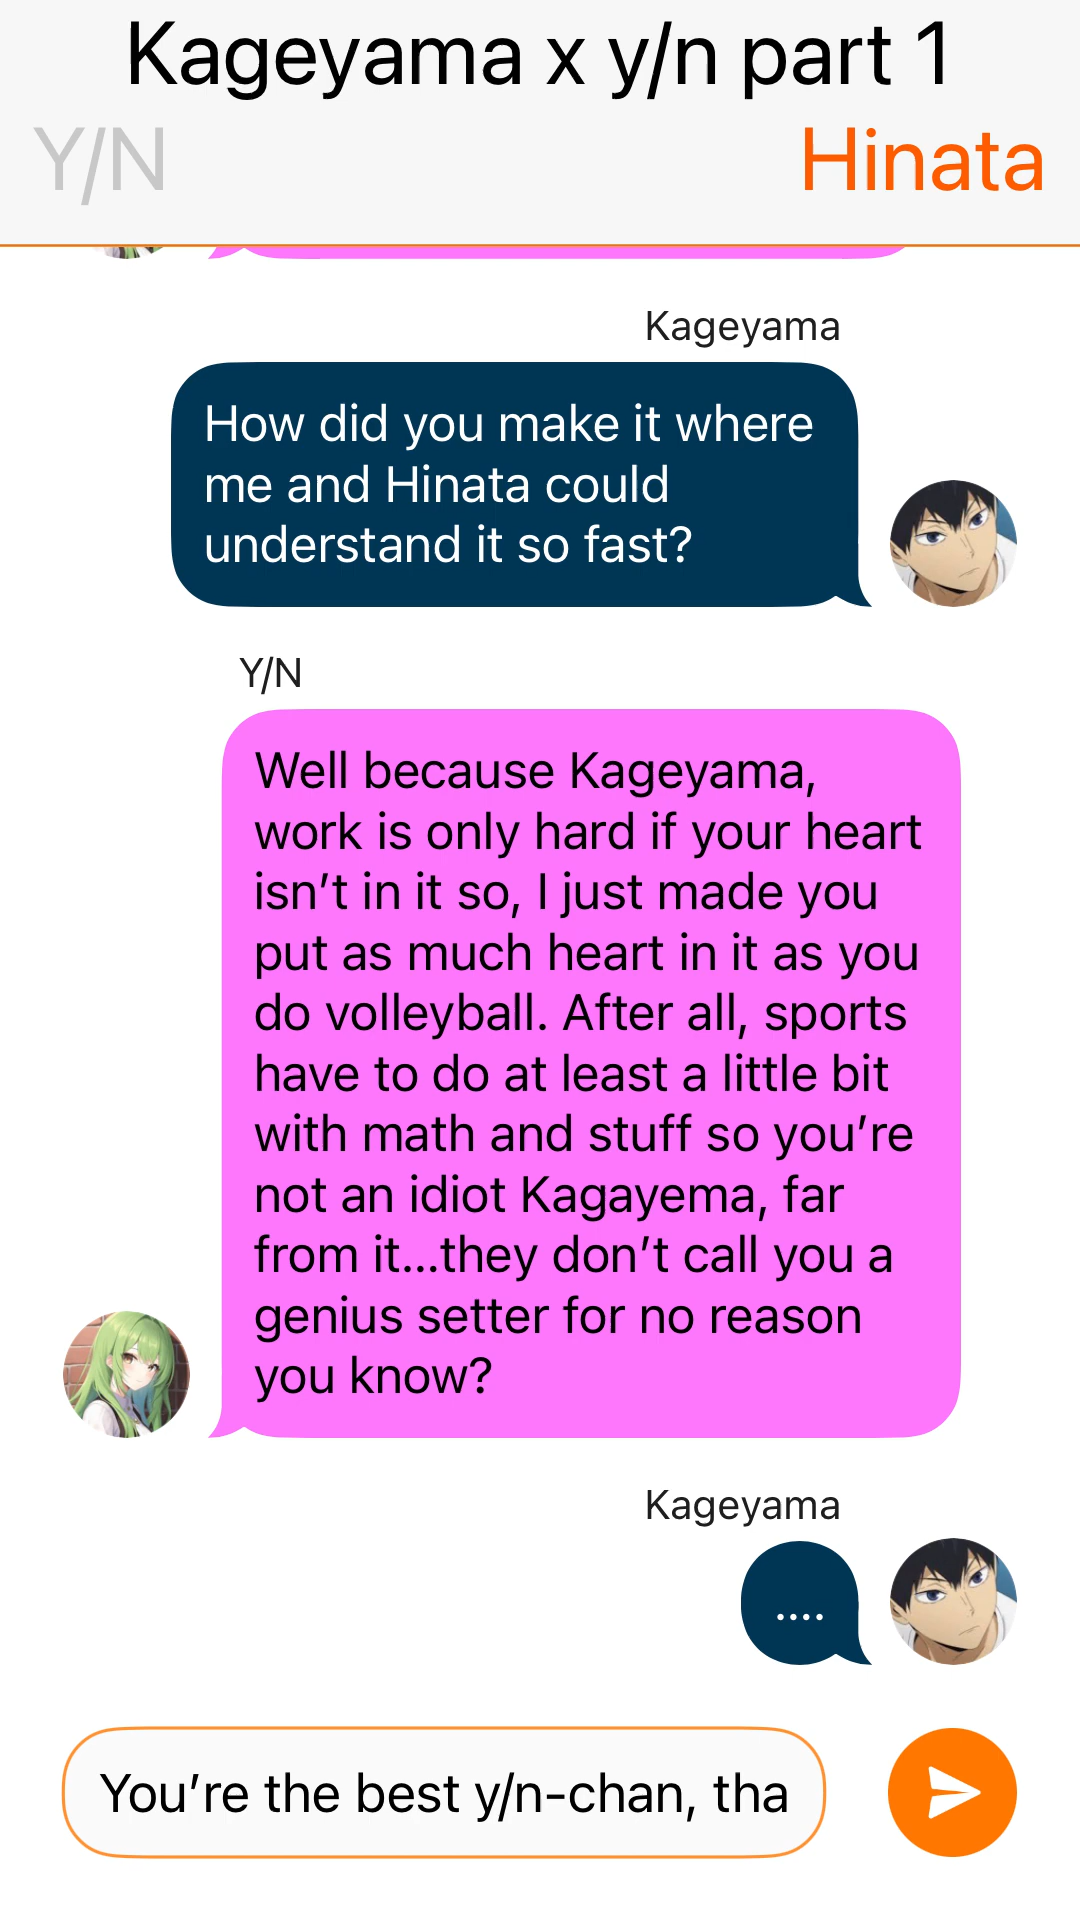 Kageyama x y/n part 1
Y/N
Hinata
Kageyama
How did you make it where
me and Hinata could
understand it so fast?
Y/N
Well because Kageyama,
work is only hard if your heart
isn’t in it so, I just made you
put as much heart in it as you
do volleyball. After all, sports
have to do at least a little bit
with math and stuff so you’re
not an idiot Kagayema, far
from it...they don’t call you a
genius setter for no reason
you know?
Kageyama
....
You’re the best y/n-chan, tha